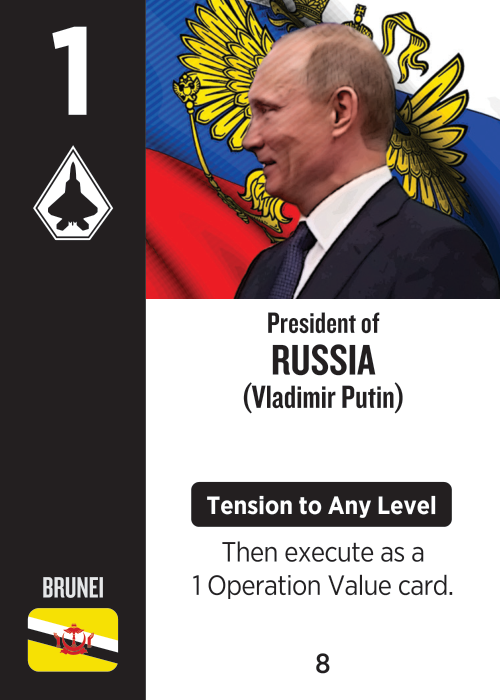 1
President of
RUSSIA
(Vladimir Putin)
Tension to Any Level
Then execute as a
1 Operation Value card.
BRUNEI
8